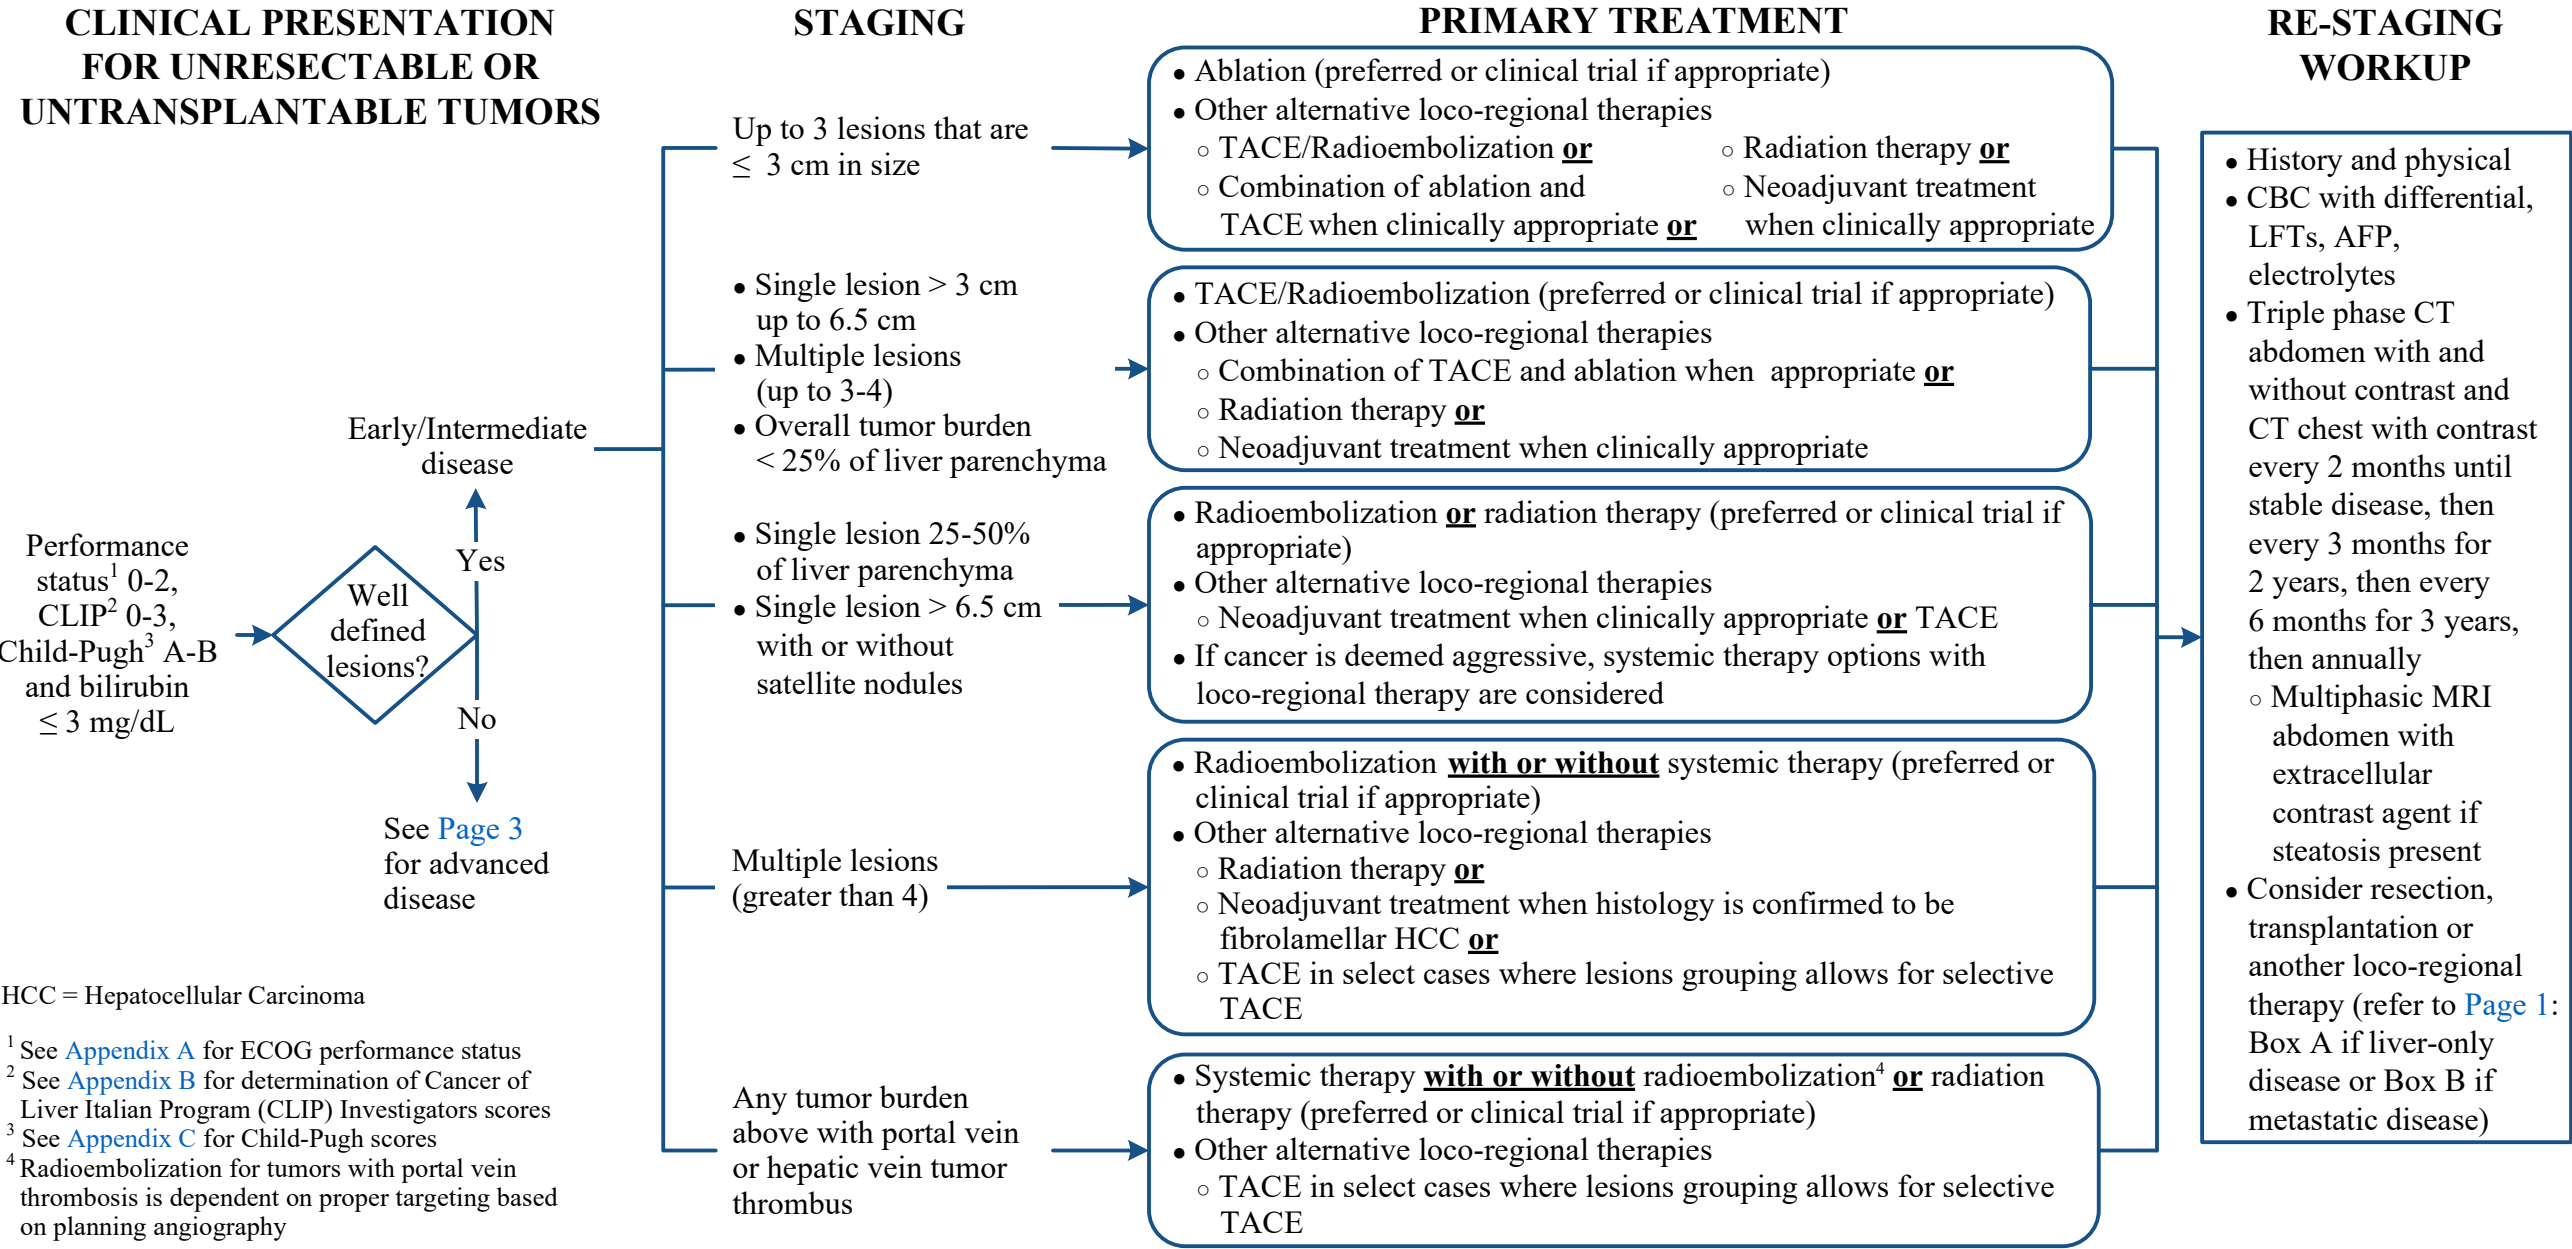 CLINICAL PRESENTATION
FOR UNRESECTABLE OR
UNTRANSPLANTABLE TUMORS
Performance
status¹ 0-2,
CLIP² 0-3,
Child-Pugh³ A-B
and bilirubin
≤ 3 mg/dL
Well
defined
lesions?
Yes
Early/Intermediate
disease
No
See Page 3
for advanced
disease
STAGING
Up to 3 lesions that are
≤ 3 cm in size
● Single lesion > 3 cm
up to 6.5 cm
● Multiple lesions
(up to 3-4)
● Overall tumor burden
< 25% of liver parenchyma
● Single lesion 25-50%
of liver parenchyma
● Single lesion > 6.5 cm
with or without
satellite nodules
Multiple lesions
(greater than 4)
Any tumor burden
above with portal vein
or hepatic vein tumor
thrombus
PRIMARY TREATMENT
● Ablation (preferred or clinical trial if appropriate)
● Other alternative loco-regional therapies
○ TACE/Radioembolization or
○ Combination of ablation and
TACE when clinically appropriate or
○ Radiation therapy or
○ Neoadjuvant treatment
when clinically appropriate
● TACE/Radioembolization (preferred or clinical trial if appropriate)
● Other alternative loco-regional therapies
○ Combination of TACE and ablation when appropriate or
○ Radiation therapy or
○ Neoadjuvant treatment when clinically appropriate
● Radioembolization or radiation therapy (preferred or clinical trial if
appropriate)
● Other alternative loco-regional therapies
○ Neoadjuvant treatment when clinically appropriate or TACE
● If cancer is deemed aggressive, systemic therapy options with
loco-regional therapy are considered
● Radioembolization with or without systemic therapy (preferred or
clinical trial if appropriate)
● Other alternative loco-regional therapies
○ Radiation therapy or
○ Neoadjuvant treatment when histology is confirmed to be
fibrolamellar HCC or
○ TACE in select cases where lesions grouping allows for selective
TACE
● Systemic therapy with or without radioembolization⁴ or radiation
therapy (preferred or clinical trial if appropriate)
● Other alternative loco-regional therapies
○ TACE in select cases where lesions grouping allows for selective
TACE
RE-STAGING
WORKUP
● History and physical
● CBC with differential,
LFTs, AFP,
electrolytes
● Triple phase CT
abdomen with and
without contrast and
CT chest with contrast
every 2 months until
stable disease, then
every 3 months for
2 years, then every
6 months for 3 years,
then annually
○ Multiphasic MRI
abdomen with
extracellular
contrast agent if
steatosis present
● Consider resection,
transplantation or
another loco-regional
therapy (refer to Page 1:
Box A if liver-only
disease or Box B if
metastatic disease)
HCC = Hepatocellular Carcinoma
¹ See Appendix A for ECOG performance status
² See Appendix B for determination of Cancer of
Liver Italian Program (CLIP) Investigators scores
³ See Appendix C for Child-Pugh scores
⁴ Radioembolization for tumors with portal vein
thrombosis is dependent on proper targeting based
on planning angiography